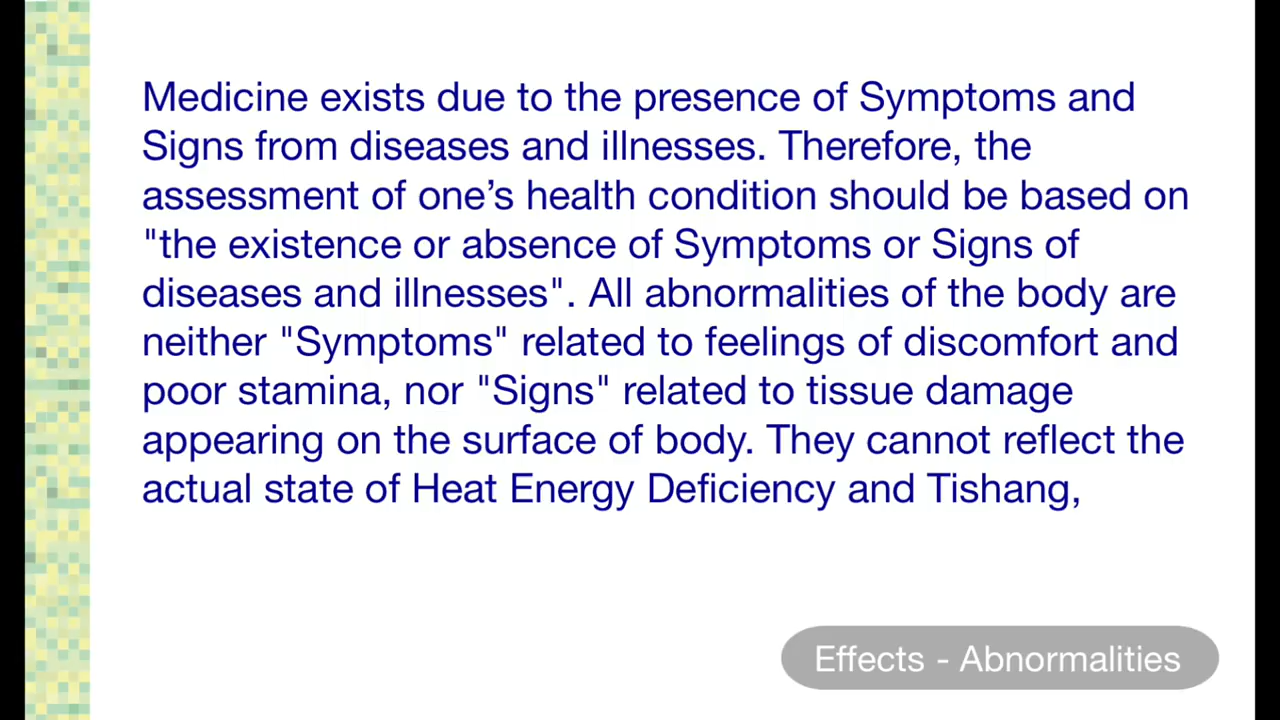 Medicine exists due to the presence of Symptoms and
Signs from diseases and illnesses. Therefore, the
assessment of one’s health condition should be based on
"the existence or absence of Symptoms or Signs of
diseases and illnesses". All abnormalities of the body are
neither "Symptoms" related to feelings of discomfort and
poor stamina, nor "Signs" related to tissue damage
appearing on the surface of body. They cannot reflect the
actual state of Heat Energy Deficiency and Tishang,
Effects - Abnormalities